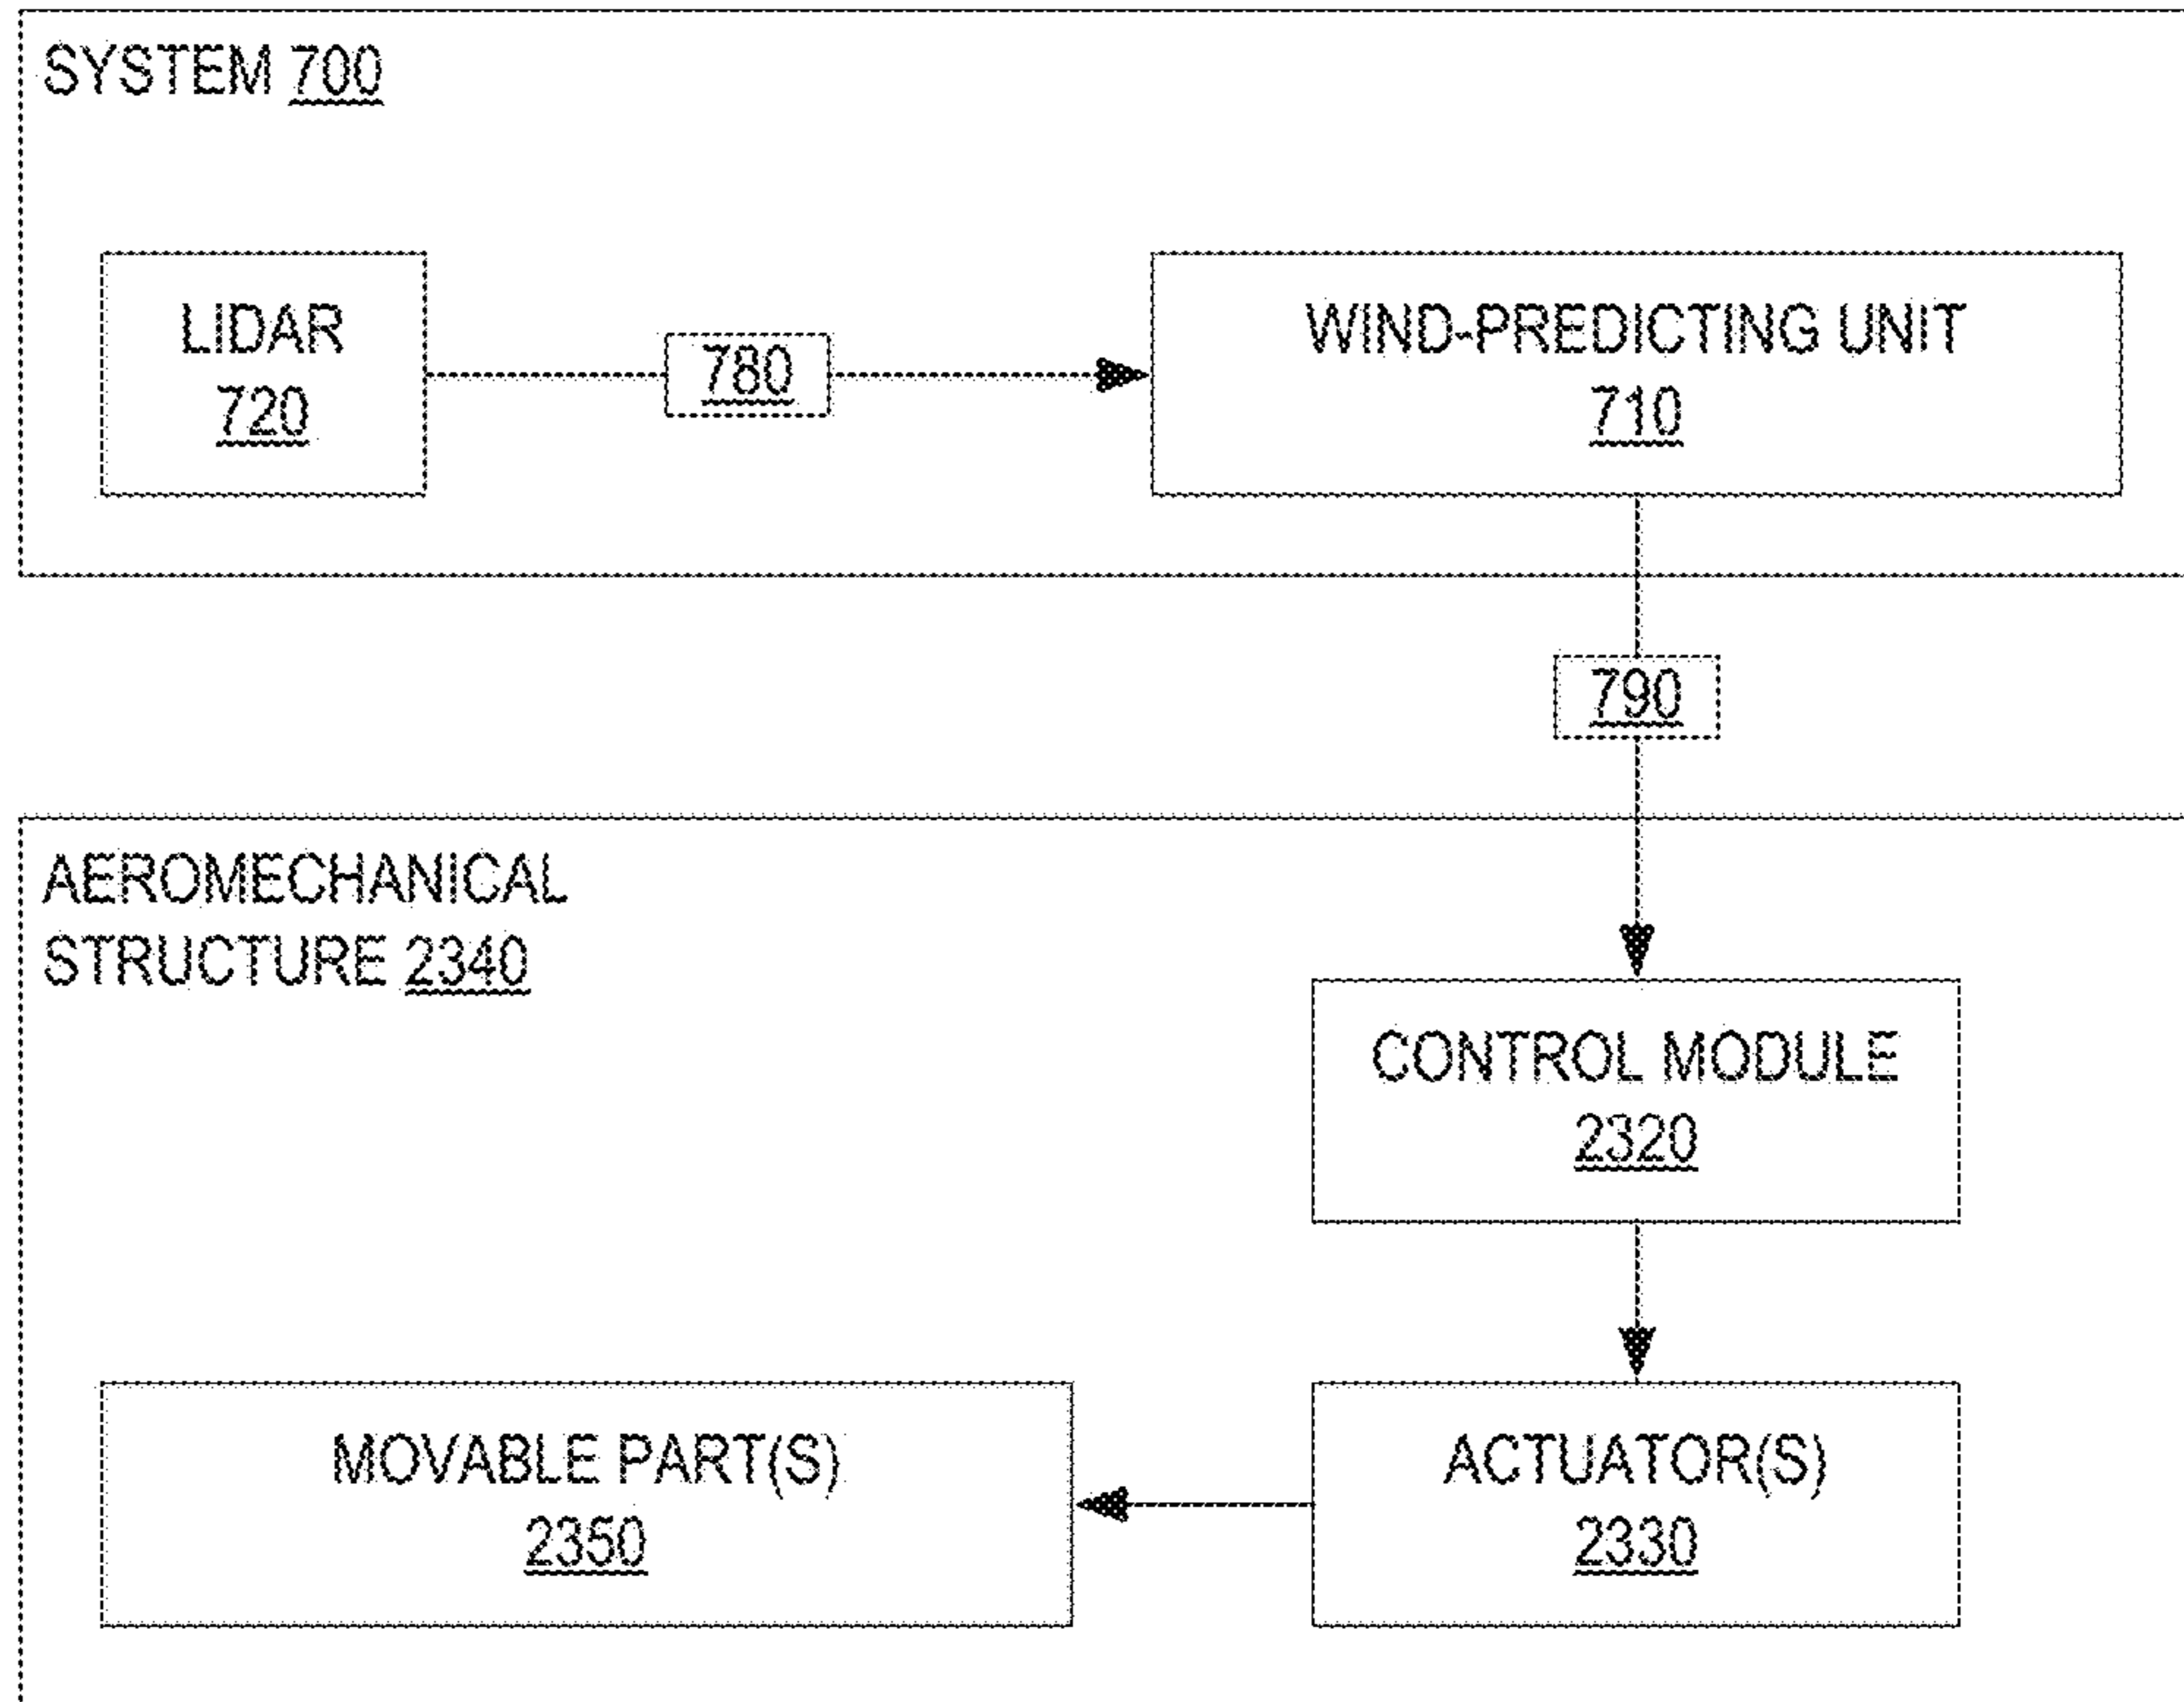 SYSTEM 700
LIDAR
720
780
WIND-PREDICTING UNIT
710
790
AEROMECHANICAL
STRUCTURE 2340
CONTROL MODULE
2320
MOVABLE PART(S)
2350
ACTUATOR(S)
2330